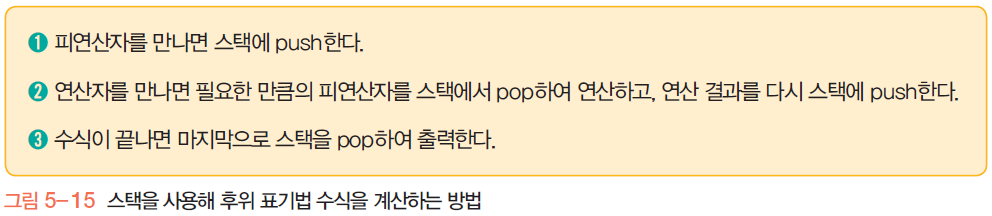 ❶ 피연산자를 만나면 스택에 push한다.
❷ 연산자를 만나면 필요한 만큼의 피연산자를 스택에서 pop하여 연산하고, 연산 결과를 다시 스택에 push한다.
❸ 수식이 끝나면 마지막으로 스택을 pop하여 출력한다.
그림 5-15 스택을 사용해 후위 표기법 수식을 계산하는 방법